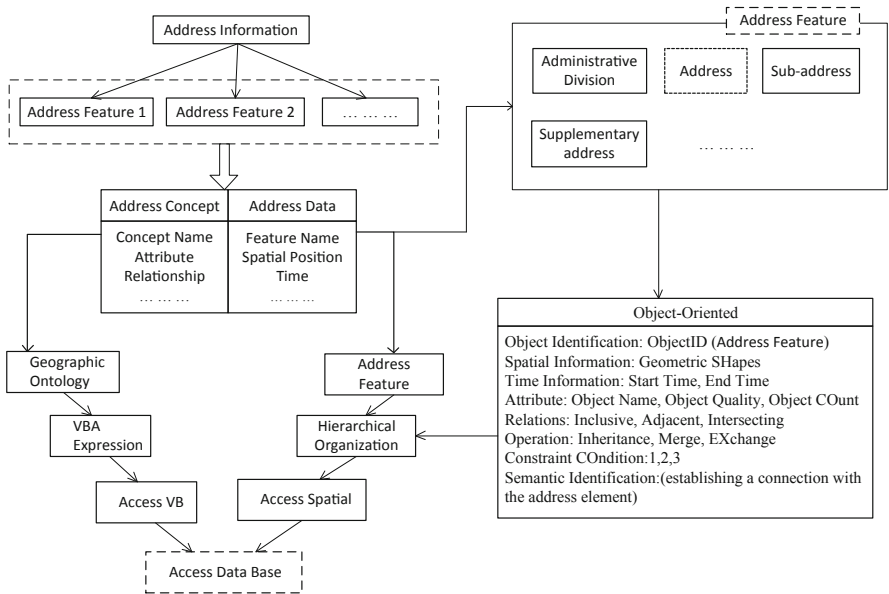 Address Information
Address Feature 1
Address Feature 2
… … …
Address Feature
Administrative
Division
Address
Sub-address
Supplementary
address
… … …
Address Concept
Address Data
Concept Name
Attribute
Relationship
… … …
Feature Name
Spatial Position
Time
… … …
Object-Oriented
Object Identification: ObjectID (Address Feature)
Spatial Information: Geometric SHapes
Time Information: Start Time, End Time
Attribute: Object Name, Object Quality, Object COunt
Relations: Inclusive, Adjacent, Intersecting
Operation: Inheritance, Merge, EXchange
Constraint COndition:1,2,3
Semantic Identification:(establishing a connection with
the address element)
Geographic
Ontology
VBA
Expression
Access VB
Address
Feature
Hierarchical
Organization
Access Spatial
Access Data Base